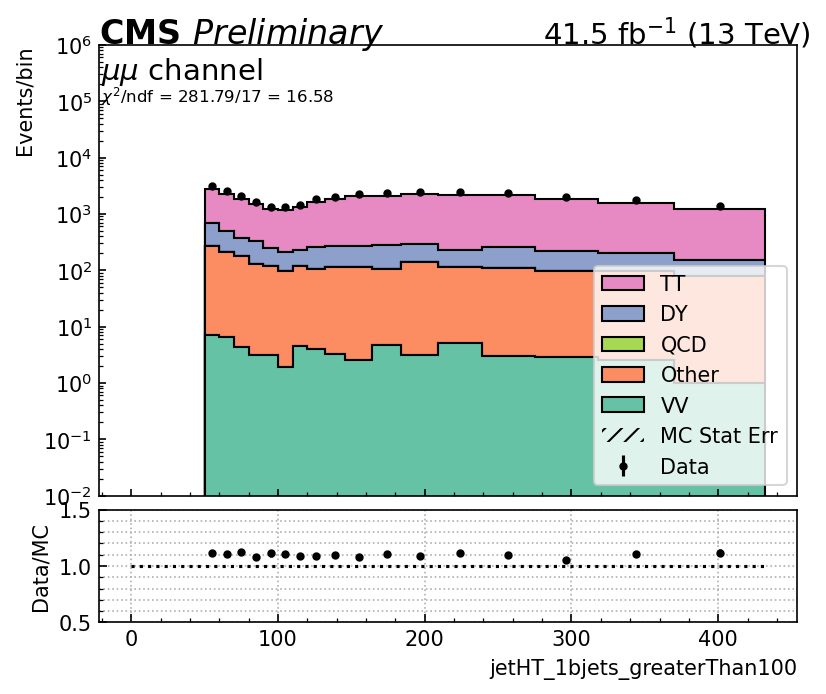 CMS Preliminary 41.5 fb⁻¹ (13 TeV)
μμ channel
χ²/ndf = 281.79/17 = 16.58
Events/bin
10⁶
10⁵
10⁴
10³
10²
10¹
10⁰
10⁻¹
10⁻²
TT
DY
QCD
Other
VV
MC Stat Err
Data
Data/MC
1.5
1.0
0.5
0 100 200 300 400
jetHT_1bjets_greaterThan100